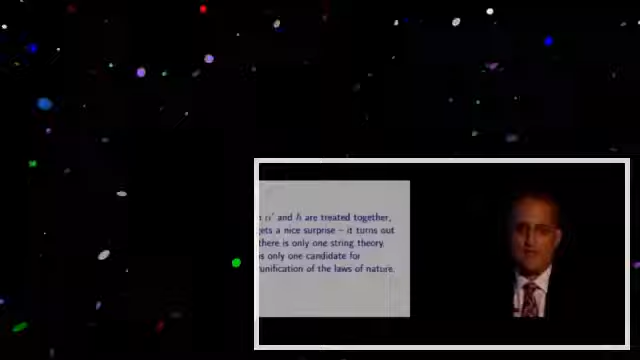 α′ and ℏ are treated together,
gets a nice surprise – it turns out
there is only one string theory.
is only one candidate for
unification of the laws of nature.